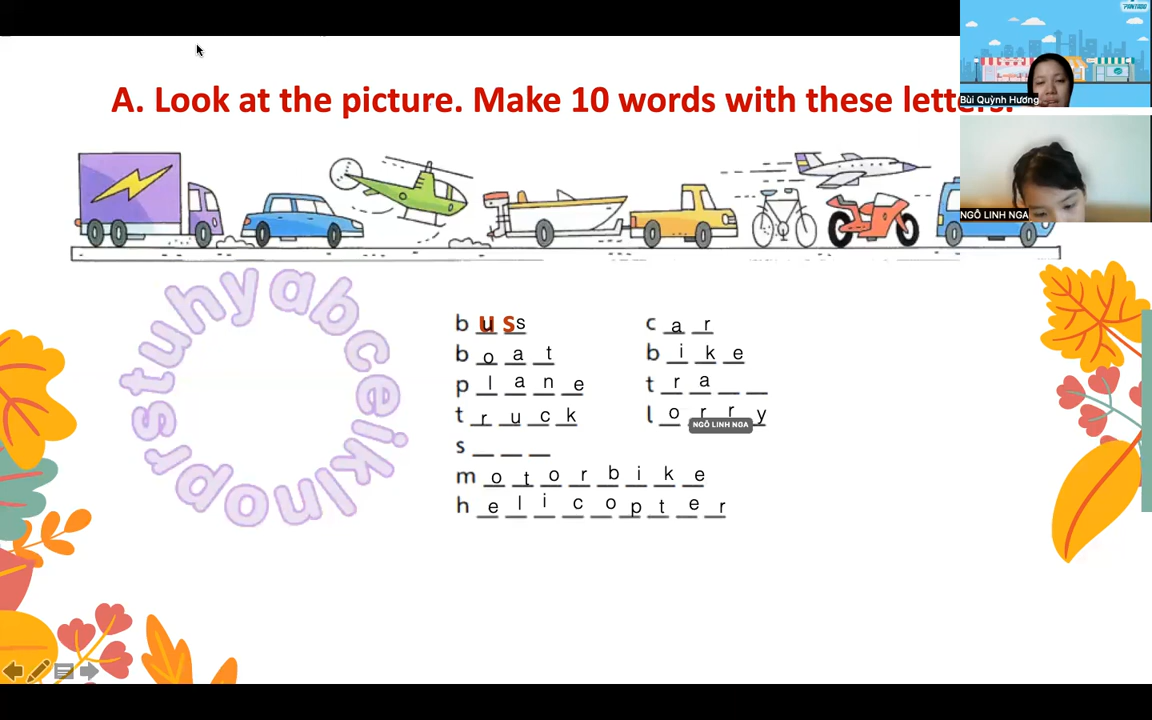 PANTADO
A. Look at the picture. Make 10 words with these letters.
Bùi Quỳnh Hương
NGÔ LINH NGA
a b c e i k l n o p r s t u h y
b u s
c a r
b o a t
b i k e
p l a n e
t r a _ _
t r u c k
l o r r y
NGÔ LINH NGA
s _ _ _
m o t o r b i k e
h e l i c o p t e r